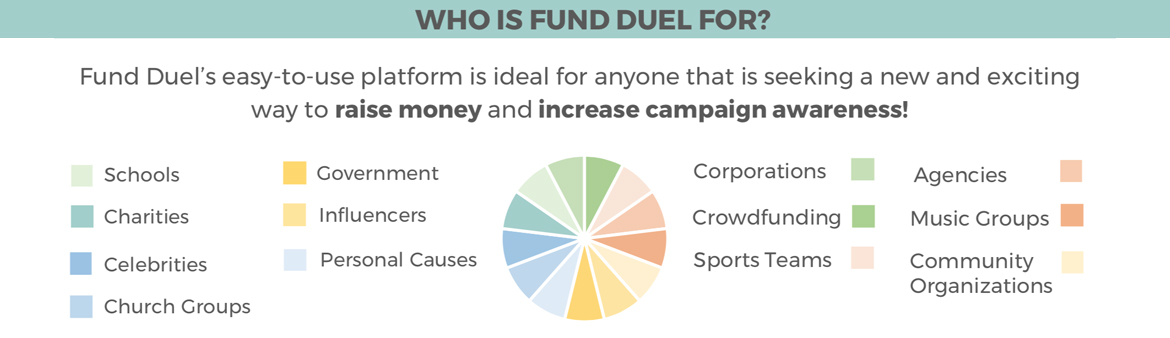 WHO IS FUND DUEL FOR?
Fund Duel’s easy-to-use platform is ideal for anyone that is seeking a new and exciting
way to raise money and increase campaign awareness!
Schools
Charities
Celebrities
Church Groups
Government
Influencers
Personal Causes
Corporations
Crowdfunding
Sports Teams
Agencies
Music Groups
Community
Organizations